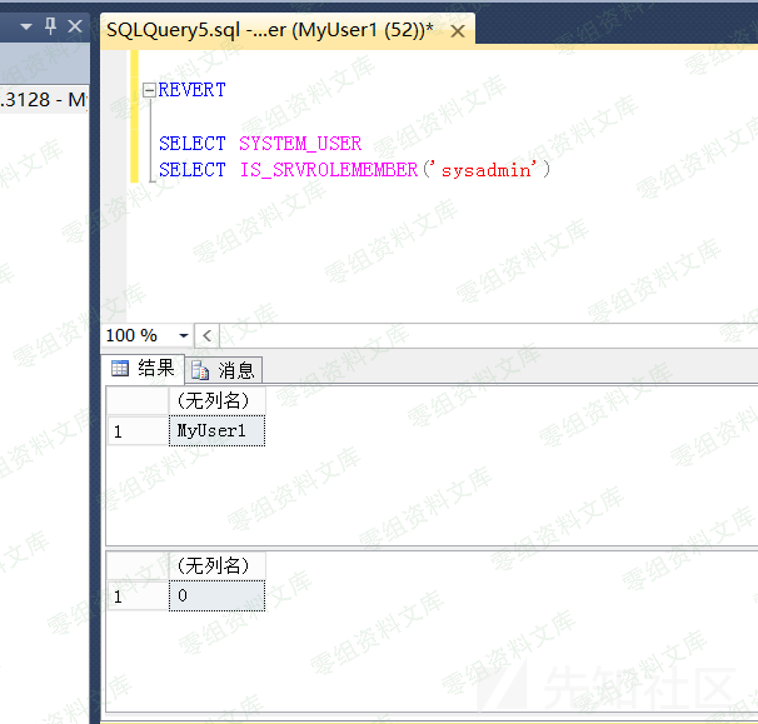 SQLQuery5.sql -...er (MyUser1 (52))*
.3128 - M
REVERT
SELECT SYSTEM_USER
SELECT IS_SRVROLEMEMBER('sysadmin')
100 %
结果 消息
(无列名)
1 MyUser1
(无列名)
1 0
零组资料文库
先知社区